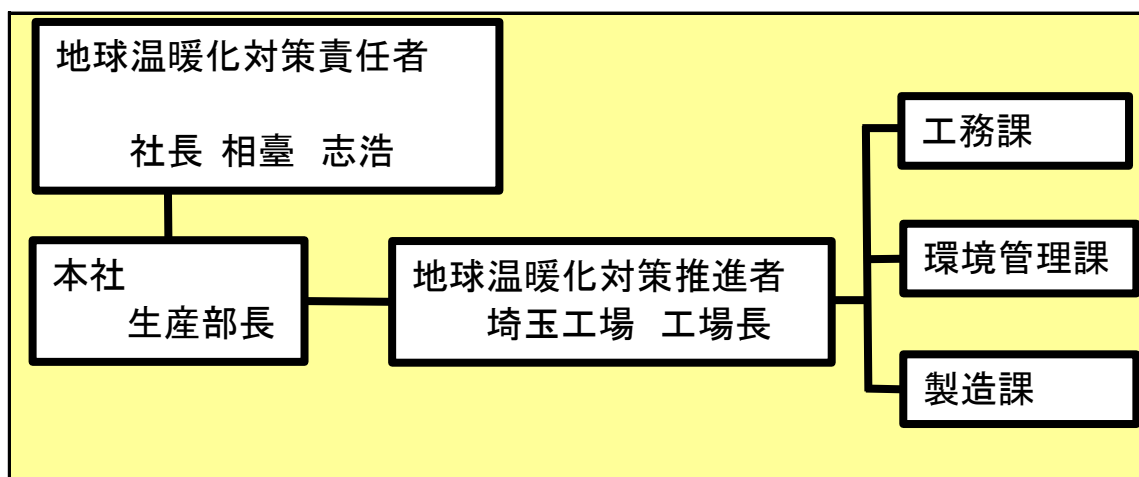 地球温暖化対策責任者
社長 相臺　志浩
本社
生産部長
地球温暖化対策推進者
埼玉工場　工場長
工務課
環境管理課
製造課